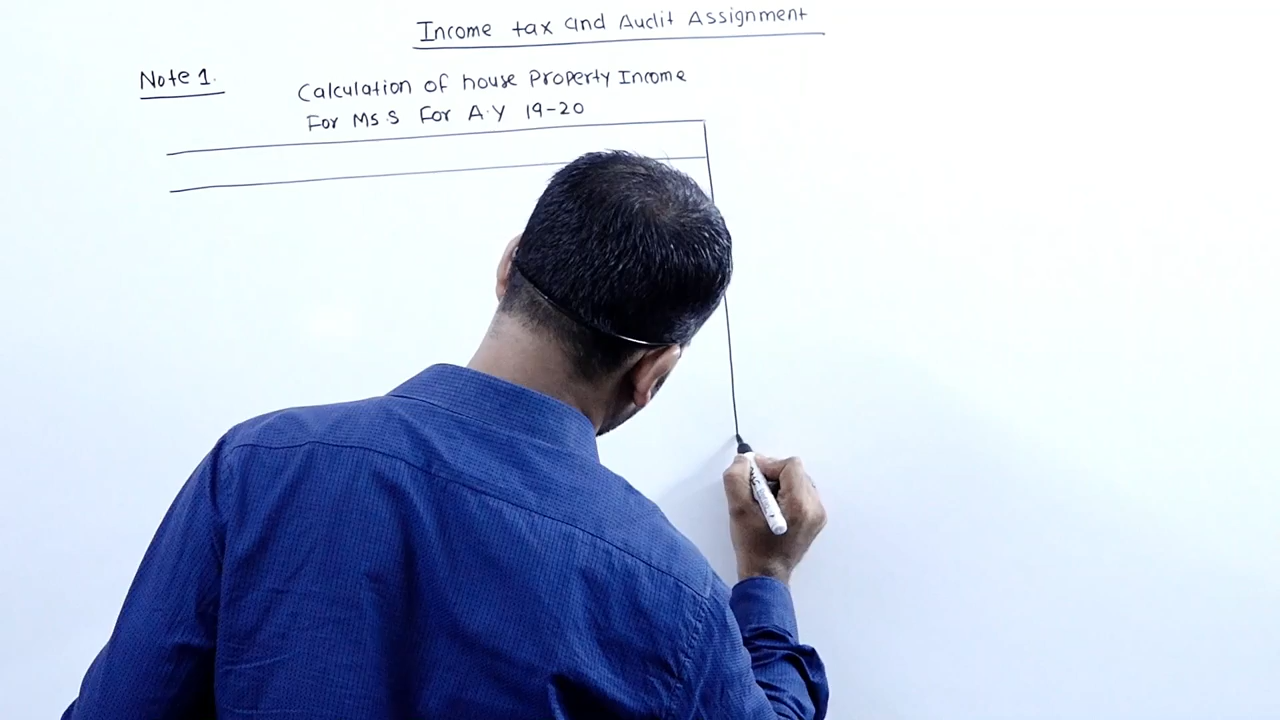 Income tax and Audit Assignment
Note 1.
Calculation of house Property Income
For Ms.S For A.Y 19-20